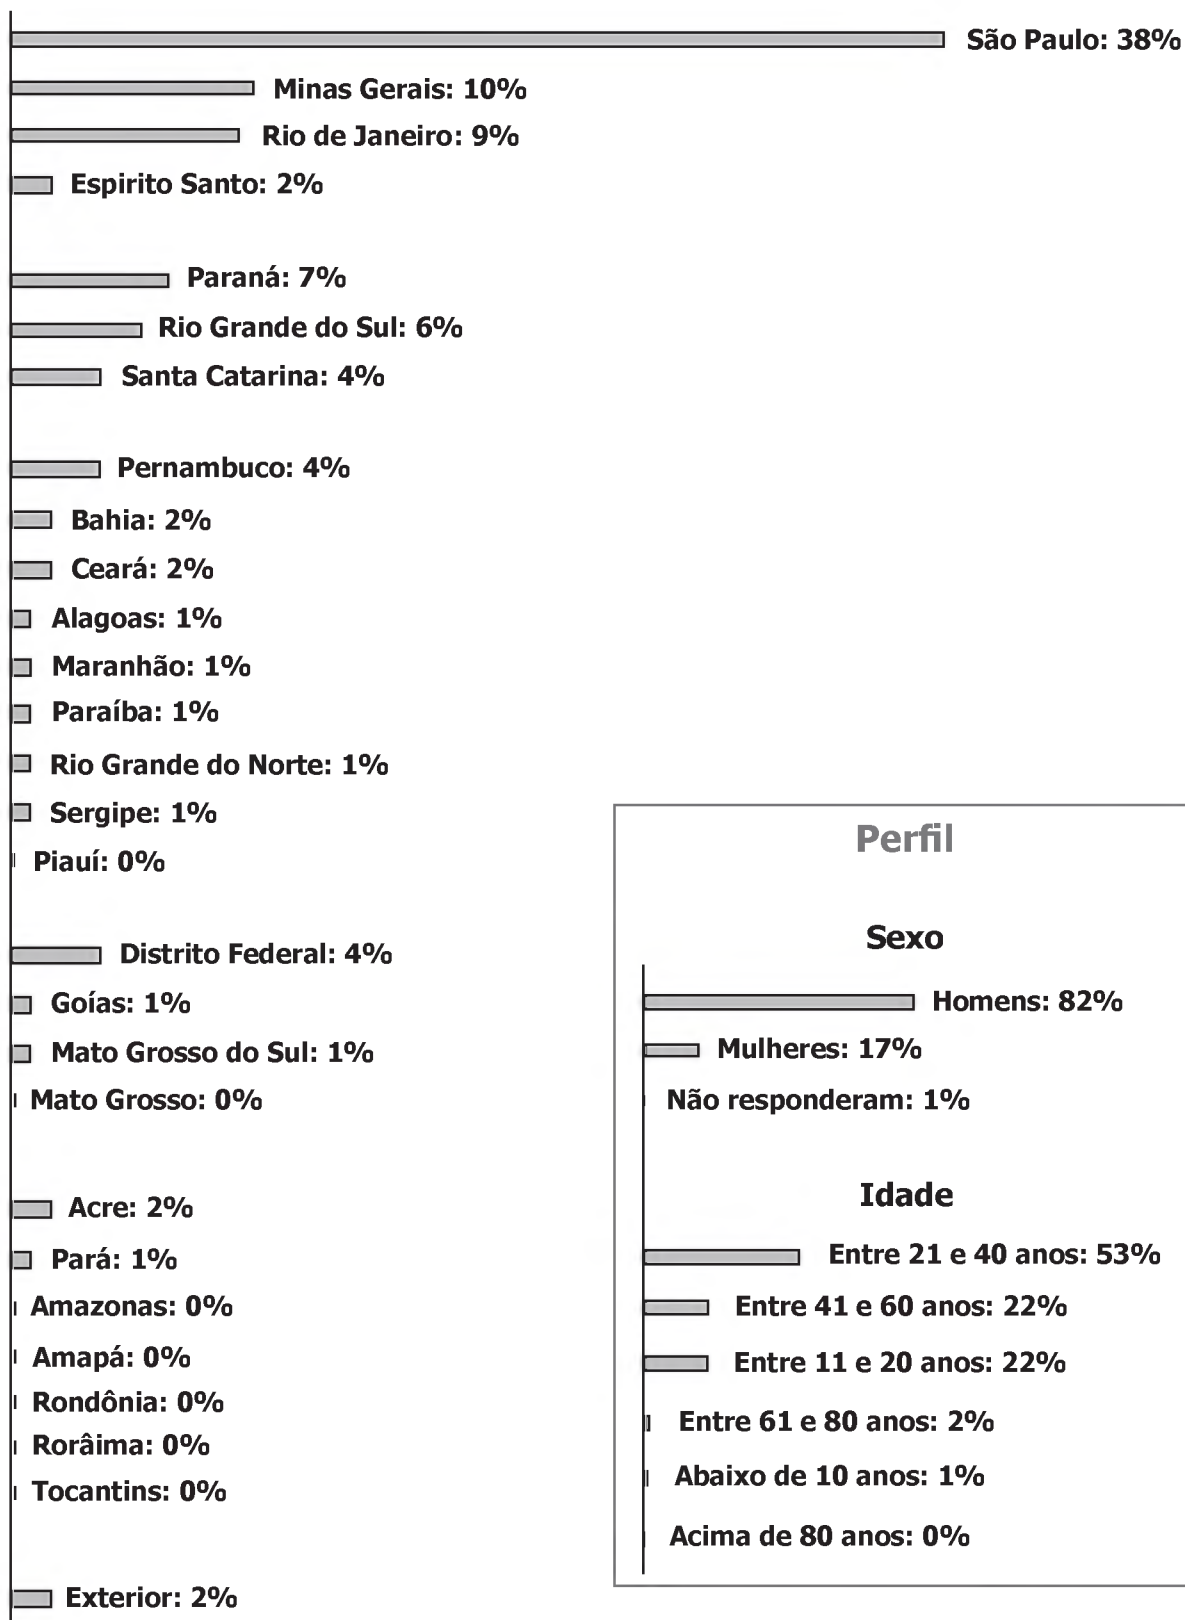 São Paulo: 38%
Minas Gerais: 10%
Rio de Janeiro: 9%
Espirito Santo: 2%
Paraná: 7%
Rio Grande do Sul: 6%
Santa Catarina: 4%
Pernambuco: 4%
Bahia: 2%
Ceará: 2%
Alagoas: 1%
Maranhão: 1%
Paraíba: 1%
Rio Grande do Norte: 1%
Sergipe: 1%
Piauí: 0%
Distrito Federal: 4%
Goías: 1%
Mato Grosso do Sul: 1%
Mato Grosso: 0%
Acre: 2%
Pará: 1%
Amazonas: 0%
Amapá: 0%
Rondônia: 0%
Rorâima: 0%
Tocantins: 0%
Exterior: 2%
Perfil
Sexo
Homens: 82%
Mulheres: 17%
Não responderam: 1%
Idade
Entre 21 e 40 anos: 53%
Entre 41 e 60 anos: 22%
Entre 11 e 20 anos: 22%
Entre 61 e 80 anos: 2%
Abaixo de 10 anos: 1%
Acima de 80 anos: 0%